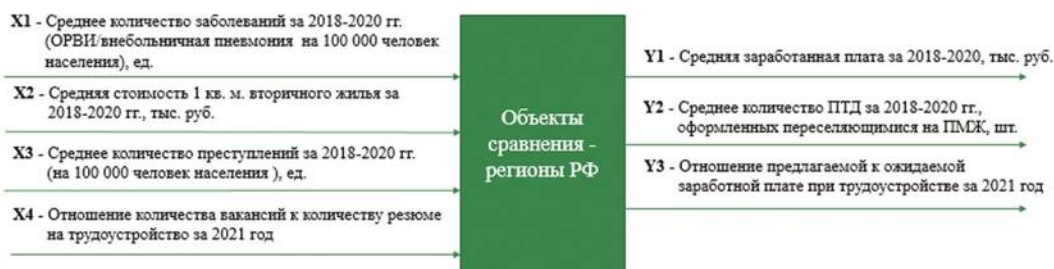 X1 - Среднее количество заболеваний за 2018-2020 гг.
(ОРВИ/внебольничная пневмония на 100 000 человек
населения), ед.
X2 - Средняя стоимость 1 кв. м. вторичного жилья за
2018-2020 гг., тыс. руб.
X3 - Среднее количество преступлений за 2018-2020 гг.
(на 100 000 человек населения ), ед.
X4 - Отношение количества вакансий к количеству резюме
на трудоустройство за 2021 год
Объекты
сравнения -
регионы РФ
Y1 - Средняя заработанная плата за 2018-2020, тыс. руб.
Y2 - Среднее количество ПТД за 2018-2020 гг.,
оформленных переселяющимися на ПМЖ, шт.
Y3 - Отношение предлагаемой к ожидаемой
заработной плате при трудоустройстве за 2021 год